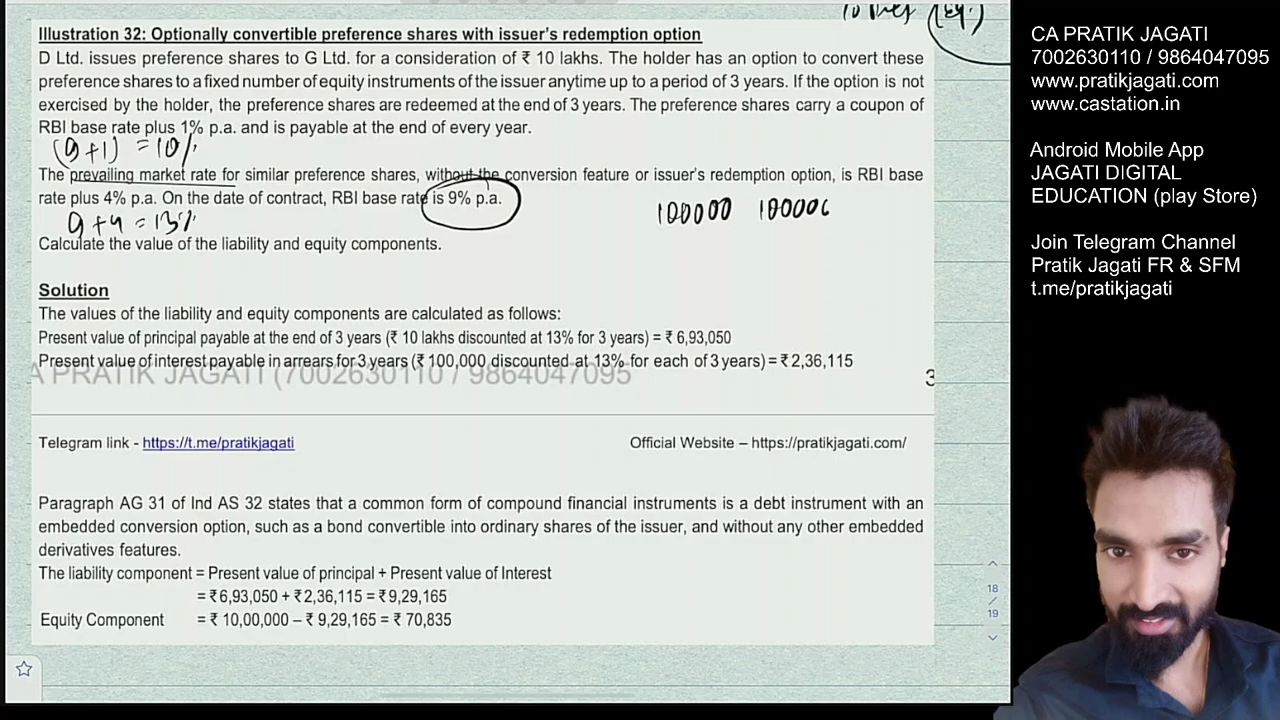 10 Pref (Eq.)
Illustration 32: Optionally convertible preference shares with issuer's redemption option
D Ltd. issues preference shares to G Ltd. for a consideration of ₹ 10 lakhs. The holder has an option to convert these
preference shares to a fixed number of equity instruments of the issuer anytime up to a period of 3 years. If the option is not
exercised by the holder, the preference shares are redeemed at the end of 3 years. The preference shares carry a coupon of
RBI base rate plus 1% p.a. and is payable at the end of every year.
(9+1) = 10%
The prevailing market rate for similar preference shares, without the conversion feature or issuer's redemption option, is RBI base
rate plus 4% p.a. On the date of contract, RBI base rate is 9% p.a.
9+4 = 13%
100000 100000
Calculate the value of the liability and equity components.
Solution
The values of the liability and equity components are calculated as follows:
Present value of principal payable at the end of 3 years (₹ 10 lakhs discounted at 13% for 3 years) = ₹ 6,93,050
Present value of interest payable in arrears for 3 years (₹ 100,000 discounted at 13% for each of 3 years) = ₹ 2,36,115
A PRATIK JAGATI (7002630110 / 9864047095
3
Telegram link - https://t.me/pratikjagati
Official Website – https://pratikjagati.com/
Paragraph AG 31 of Ind AS 32 states that a common form of compound financial instruments is a debt instrument with an
embedded conversion option, such as a bond convertible into ordinary shares of the issuer, and without any other embedded
derivatives features.
The liability component = Present value of principal + Present value of Interest
= ₹ 6,93,050 + ₹ 2,36,115 = ₹ 9,29,165
Equity Component = ₹ 10,00,000 – ₹ 9,29,165 = ₹ 70,835
18
/
19
CA PRATIK JAGATI
7002630110 / 9864047095
www.pratikjagati.com
www.castation.in
Android Mobile App
JAGATI DIGITAL
EDUCATION (play Store)
Join Telegram Channel
Pratik Jagati FR & SFM
t.me/pratikjagati